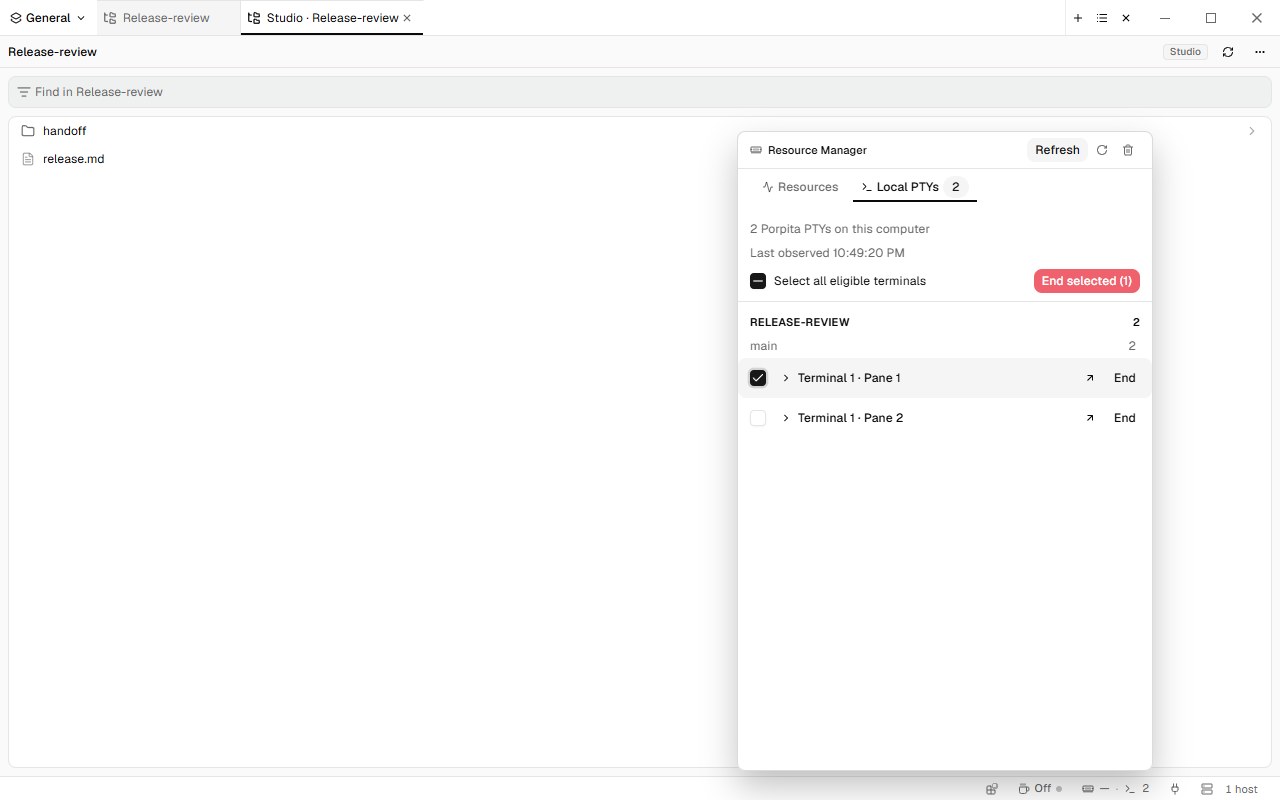 General
Release-review
Studio · Release-review
Release-review
Studio
Find in Release-review
handoff
release.md
Resource Manager
Refresh
Resources
Local PTYs 2
2 Porpita PTYs on this computer
Last observed 10:49:20 PM
Select all eligible terminals
End selected (1)
RELEASE-REVIEW 2
main 2
Terminal 1 · Pane 1 End
Terminal 1 · Pane 2 End
Off — · 2 1 host